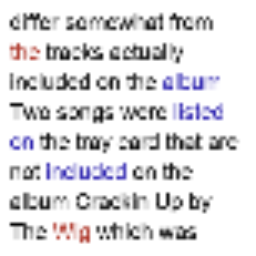 differ somewhat from
the tracks actually
included on the album
Two songs were listed
on the tray card that are
not included on the
album Crackin Up by
The Wig which was